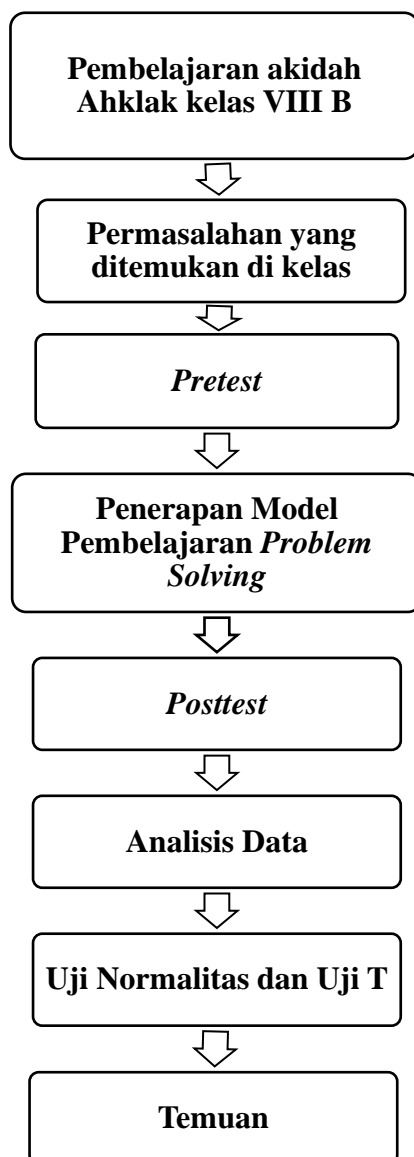 Pembelajaran akidah
Ahklak kelas VIII B
Permasalahan yang
ditemukan di kelas
Pretest
Penerapan Model
Pembelajaran Problem
Solving
Posttest
Analisis Data
Uji Normalitas dan Uji T
Temuan